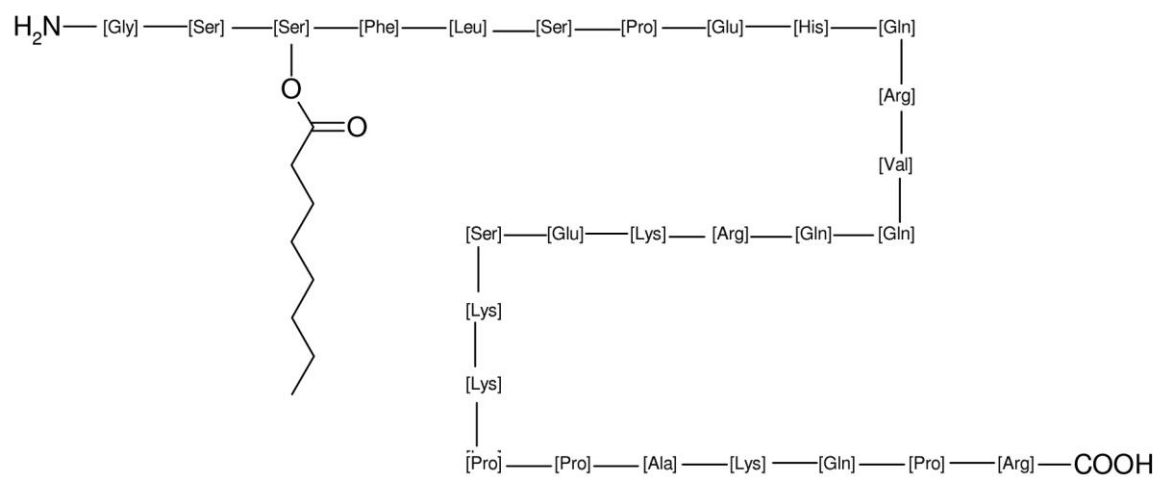 H₂N [Gly] [Ser] [Ser] [Phe] [Leu] [Ser] [Pro] [Glu] [His] [Gln]
O
[Arg]
O
[Val]
[Ser] [Glu] [Lys] [Arg] [Gln] [Gln]
[Lys]
[Lys]
[Pro] [Pro] [Ala] [Lys] [Gln] [Pro] [Arg] COOH